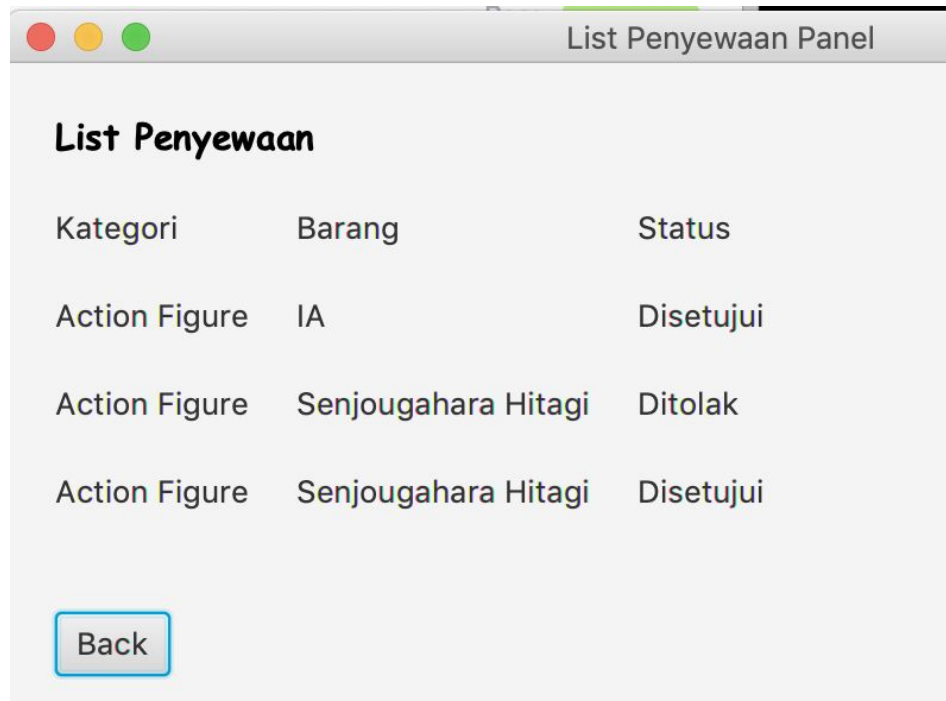 List Penyewaan Panel
List Penyewaan
Kategori Barang Status
Action Figure IA Disetujui
Action Figure Senjougahara Hitagi Ditolak
Action Figure Senjougahara Hitagi Disetujui
Back